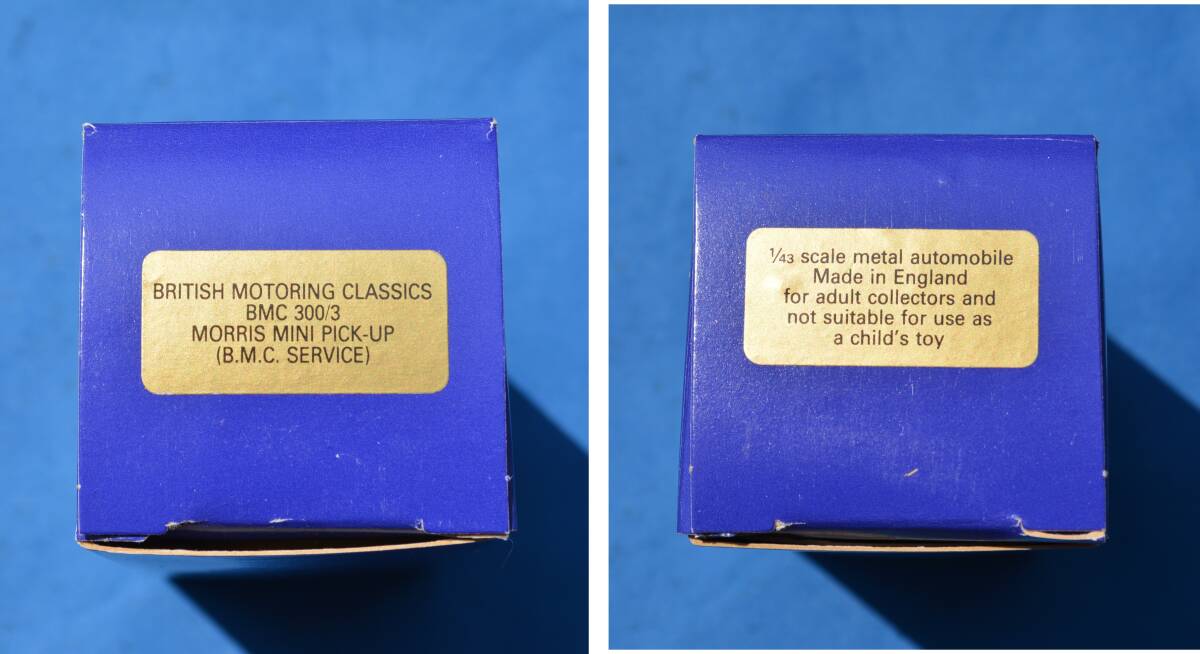 BRITISH MOTORING CLASSICS
BMC 300/3
MORRIS MINI PICK-UP
(B.M.C. SERVICE)
1/43 scale metal automobile
Made in England
for adult collectors and
not suitable for use as
a child's toy